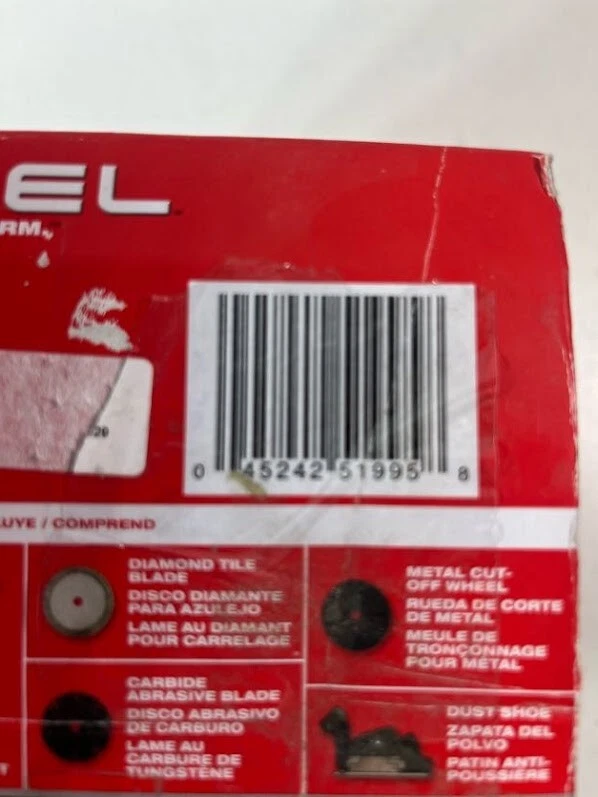 EL
RM™
20
0 45242 51995 8
LUYE / COMPREND
DIAMOND TILE
BLADE
DISCO DIAMANTE
PARA AZULEJO
LAME AU DIAMANT
POUR CARRELAGE
METAL CUT-
OFF WHEEL
RUEDA DE CORTE
DE METAL
MEULE DE
TRONÇONNAGE
POUR MÉTAL
CARBIDE
ABRASIVE BLADE
DISCO ABRASIVO
DE CARBURO
LAME AU
CARBURE DE
TUNGSTÈNE
DUST SHOE
ZAPATA DEL
POLVO
PATIN ANTI-
POUSSIÈRE
T